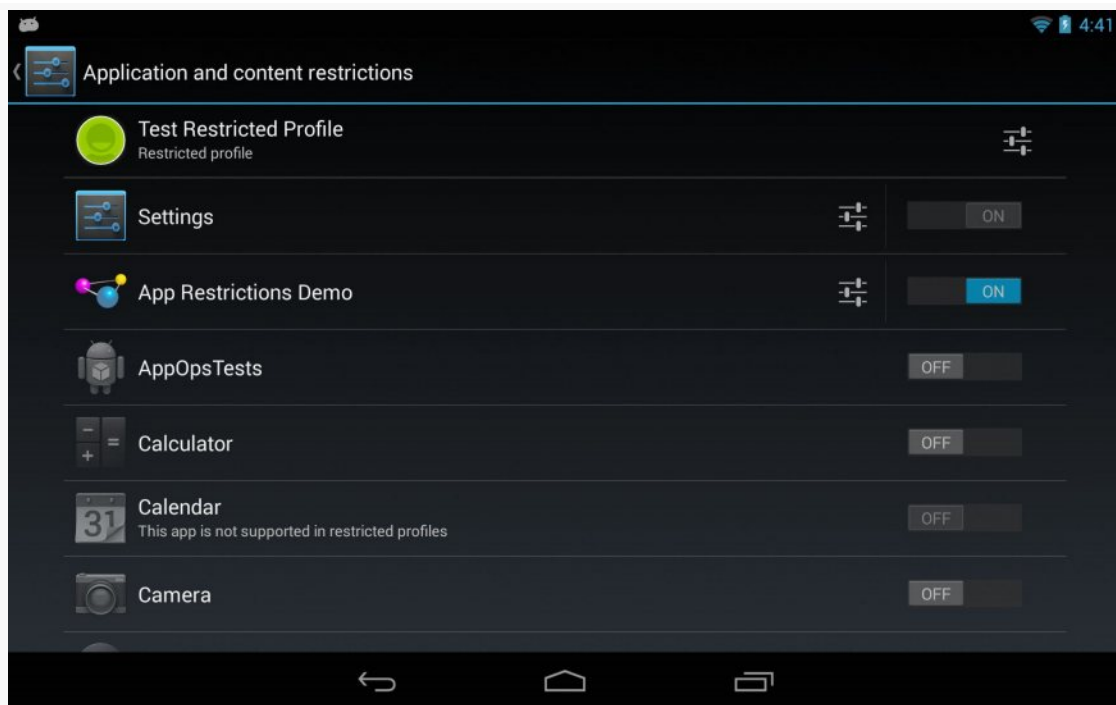 4:41
Application and content restrictions
Test Restricted Profile
Restricted profile
Settings
ON
App Restrictions Demo
ON
AppOpsTests
OFF
Calculator
OFF
31
Calendar
This app is not supported in restricted profiles
OFF
Camera
OFF